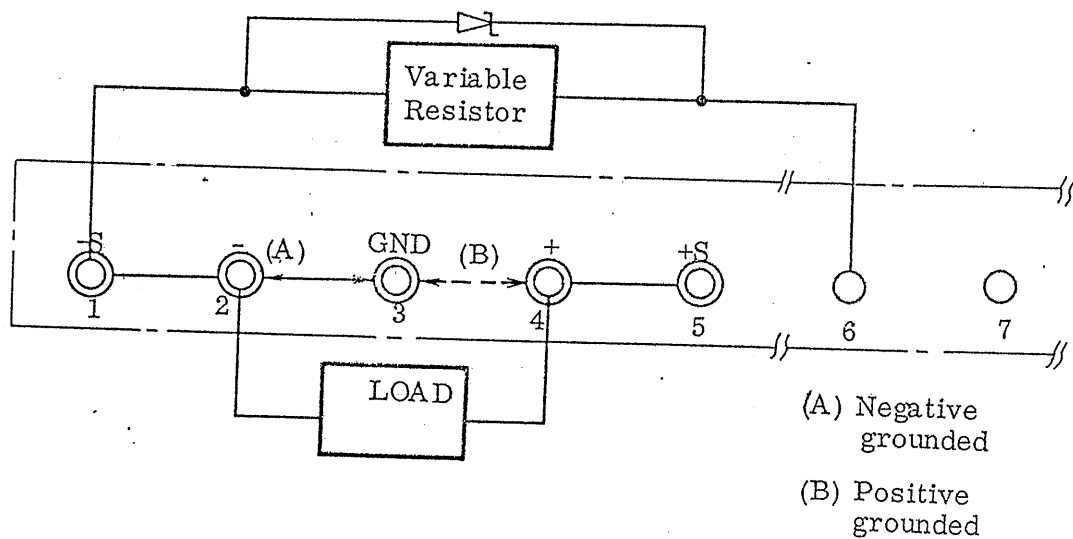 Variable
Resistor
-S
-
(A)
GND
(B)
+
+S
1
2
3
4
5
6
7
LOAD
(A) Negative
grounded
(B) Positive
grounded